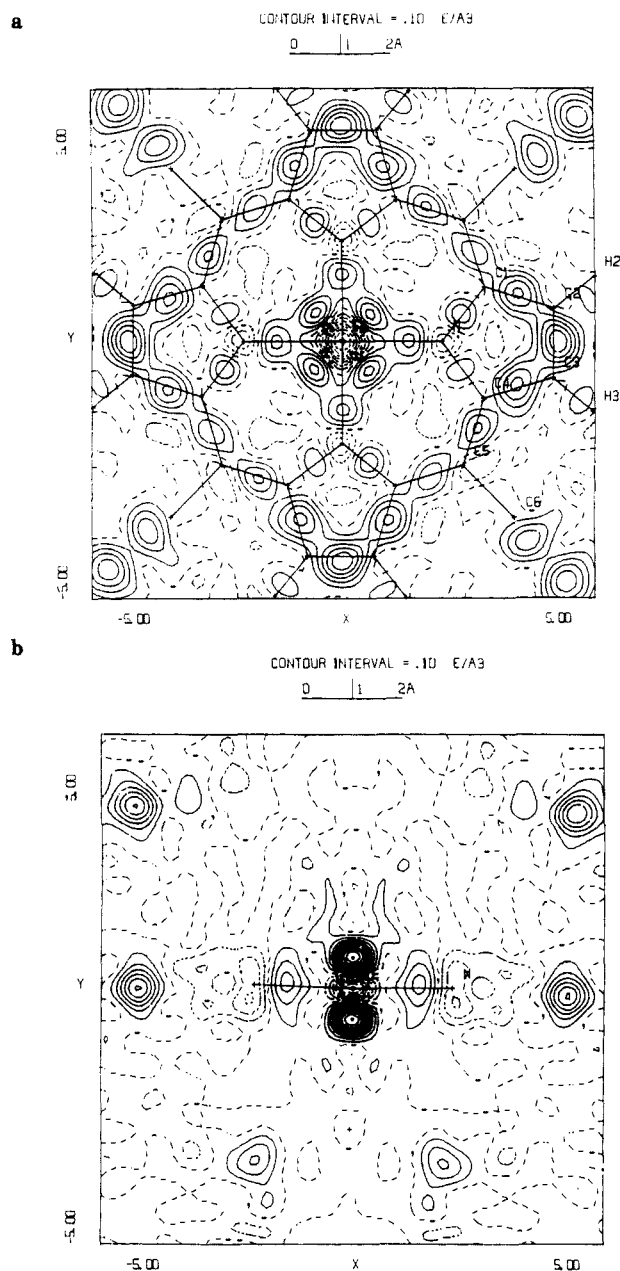 a
CONTOUR INTERVAL = .10 E/A3
0 1 2A
5.00
C1
H2
C2
Y
N
C3
C4
H3
C5
C6
-5.00
-5.00 X 5.00
b
CONTOUR INTERVAL = .10 E/A3
0 1 2A
5.00
Y
N
-5.00
-5.00 X 5.00